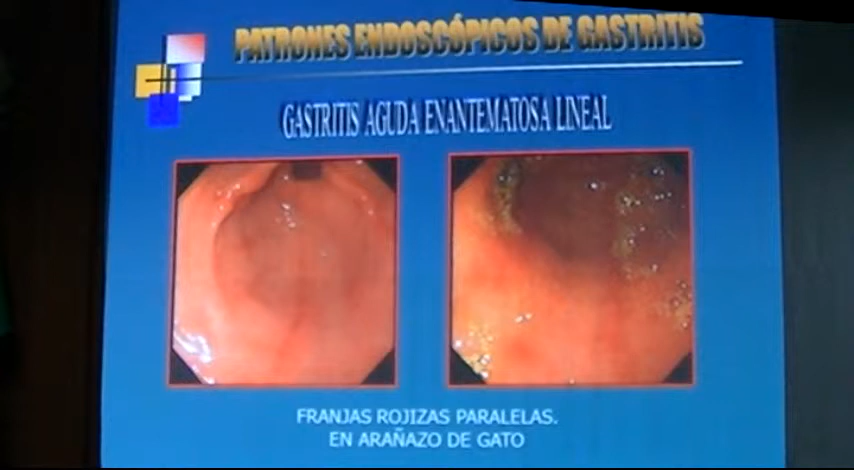 PATRONES ENDOSCÓPICOS DE GASTRITIS
GASTRITIS AGUDA ENANTEMATOSA LINEAL
FRANJAS ROJIZAS PARALELAS.
EN ARAÑAZO DE GATO